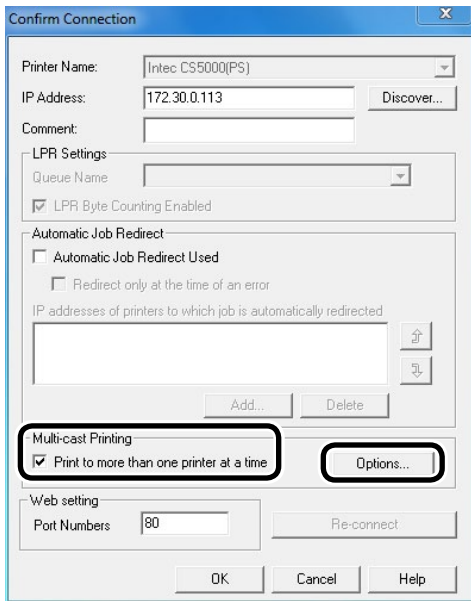 Confirm Connection
x
Printer Name: Intec CS5000(PS)
IP Address: 172.30.0.113 Discover...
Comment:
LPR Settings
Queue Name
LPR Byte Counting Enabled
Automatic Job Redirect
Automatic Job Redirect Used
Redirect only at the time of an error
IP addresses of printers to which job is automatically redirected
Add... Delete
Multi-cast Printing
Print to more than one printer at a time Options...
Web setting
Port Numbers 80 Re-connect
OK Cancel Help